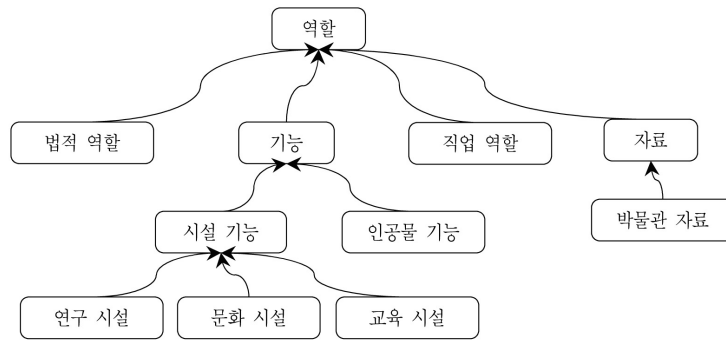 역할
법적 역할
기능
직업 역할
자료
시설 기능
인공물 기능
박물관 자료
연구 시설
문화 시설
교육 시설